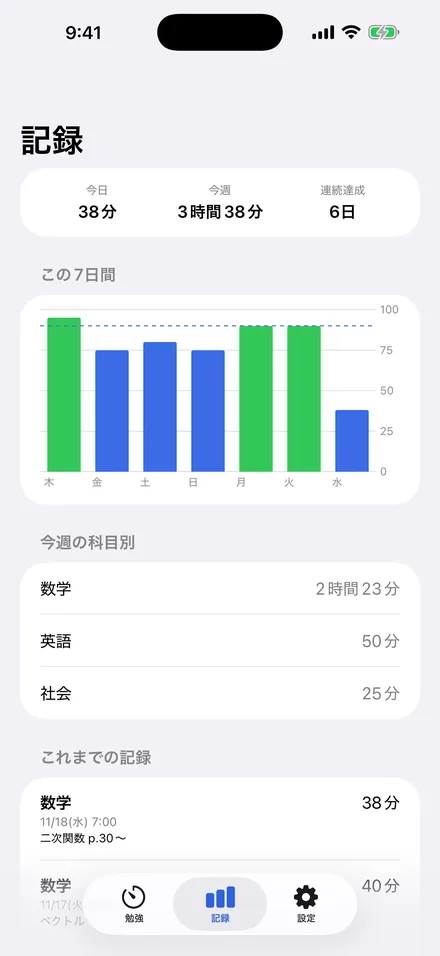 9:41
記録
今日 今週 連続達成
38分 3時間38分 6日
この7日間
100
75
50
25
0
木 金 土 日 月 火 水
今週の科目別
数学 2時間23分
英語 50分
社会 25分
これまでの記録
数学 38分
11/18(水) 7:00
二次関数 p.30〜
数学 40分
11/17(火
ベクトル
勉強 記録 設定